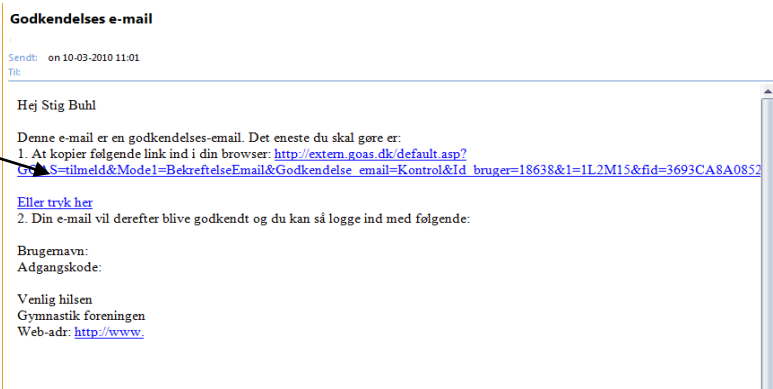 Godkendelses e-mail
Sendt: on 10-03-2010 11:01
Til:
Hej Stig Buhl
Denne e-mail er en godkendelses-email. Det eneste du skal gøre er:
1. At kopier følgende link ind i din browser: http://extern.goas.dk/default.asp?
GOAS=tilmeld&Mode1=BekreftelseEmail&Godkendelse_email=Kontrol&Id_bruger=18638&1=1L2M15&fid=3693CA8A0852
Eller tryk her
2. Din e-mail vil derefter blive godkendt og du kan så logge ind med følgende:
Brugernavn:
Adgangskode:
Venlig hilsen
Gymnastik foreningen
Web-adr: http://www.